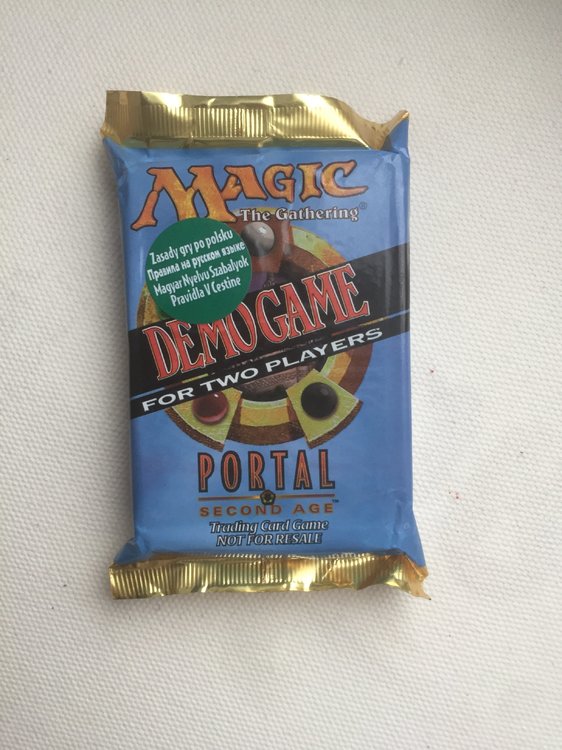 MAGIC
The Gathering®
Zasady gry po polsku
Правила на русском языке
Magyar Nyelvu Szabalyok
Pravidla V Cestine
DEMO GAME
FOR TWO PLAYERS
PORTAL
SECOND AGE™
Trading Card Game
NOT FOR RESALE